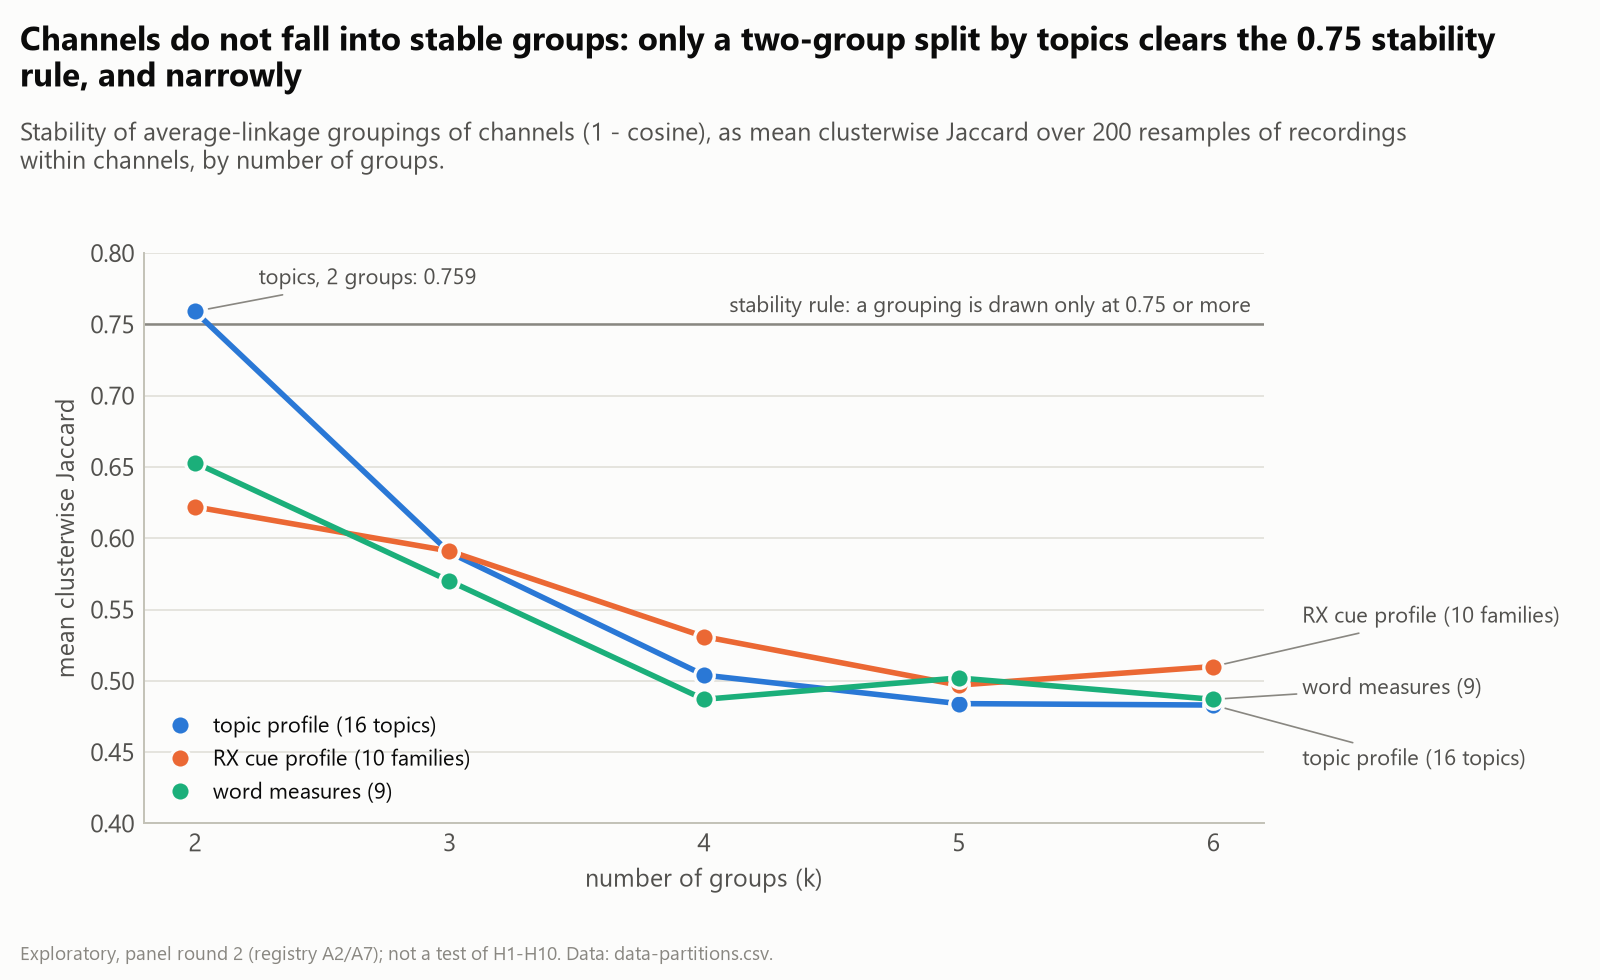 Channels do not fall into stable groups: only a two-group split by topics clears the 0.75 stability
rule, and narrowly
Stability of average-linkage groupings of channels (1 - cosine), as mean clusterwise Jaccard over 200 resamples of recordings
within channels, by number of groups.
0.80
topics, 2 groups: 0.759
stability rule: a grouping is drawn only at 0.75 or more
0.75
0.70
0.65
0.60
0.55
0.50
0.45
0.40
mean clusterwise Jaccard
RX cue profile (10 families)
word measures (9)
topic profile (16 topics)
topic profile (16 topics)
RX cue profile (10 families)
word measures (9)
2 3 4 5 6
number of groups (k)
Exploratory, panel round 2 (registry A2/A7); not a test of H1-H10. Data: data-partitions.csv.